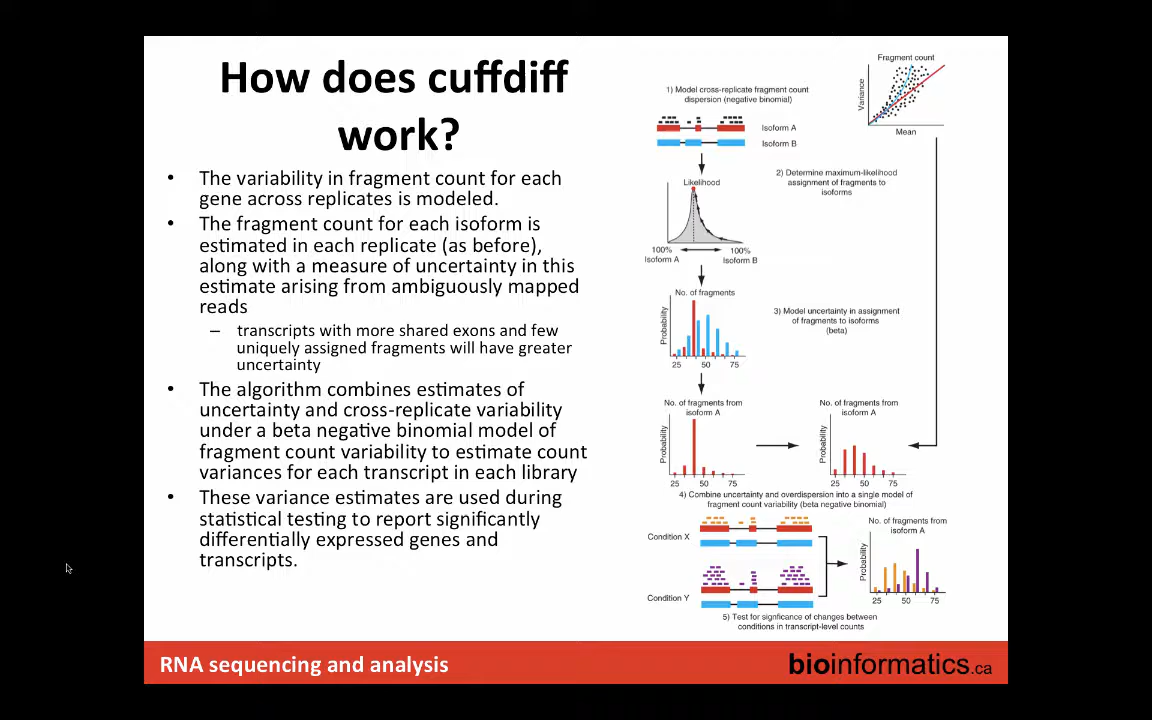 How does cuffdiff
work?
• The variability in fragment count for each
gene across replicates is modeled.
• The fragment count for each isoform is
estimated in each replicate (as before),
along with a measure of uncertainty in this
estimate arising from ambiguously mapped
reads
– transcripts with more shared exons and few
uniquely assigned fragments will have greater
uncertainty
• The algorithm combines estimates of
uncertainty and cross-replicate variability
under a beta negative binomial model of
fragment count variability to estimate count
variances for each transcript in each library
• These variance estimates are used during
statistical testing to report significantly
differentially expressed genes and
transcripts.
Fragment count
Variance
Mean
1) Model cross-replicate fragment count
dispersion (negative binomial)
Isoform A
Isoform B
2) Determine maximum-likelihood
assignment of fragments to
isoforms
Likelihood
100%
Isoform A
100%
Isoform B
No. of fragments
Probability
25 50 75
3) Model uncertainty in assignment
of fragments to isoforms
(beta)
No. of fragments from
isoform A
Probability
25 50 75
No. of fragments from
isoform A
Probability
25 50 75
4) Combine uncertainty and overdispersion into a single model of
fragment count variability (beta negative binomial)
Condition X
Condition Y
No. of fragments from
isoform A
Probability
25 50 75
5) Test for signficance of changes between
conditions in transcript-level counts
RNA sequencing and analysis
bioinformatics.ca